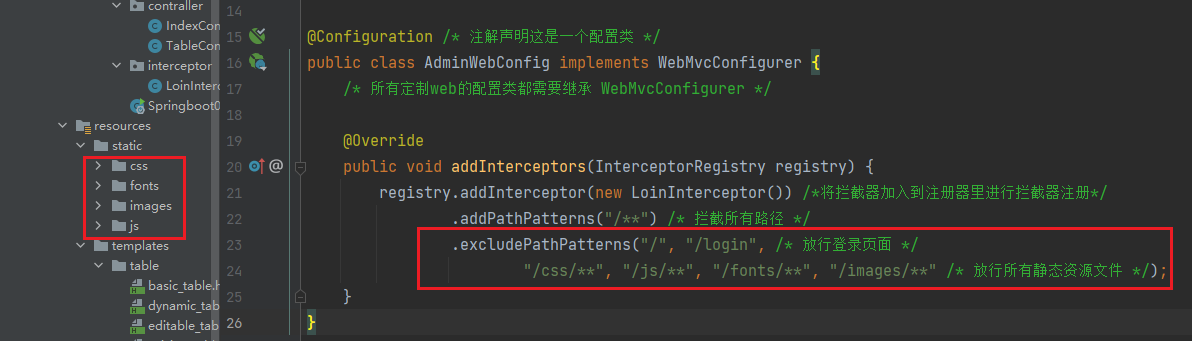 contraller
IndexCon
TableCon
interceptor
LoinInterc
Springboot0
resources
static
css
fonts
images
js
templates
table
basic_table.h
dynamic_tab
editable_tab
14
15 @Configuration /* 注解声明这是一个配置类 */
16 public class AdminWebConfig implements WebMvcConfigurer {
17 /* 所有定制web的配置类都需要继承 WebMvcConfigurer */
18
19 @Override
20 @ public void addInterceptors(InterceptorRegistry registry) {
21 registry.addInterceptor(new LoinInterceptor()) /*将拦截器加入到注册器里进行拦截器注册*/
22 .addPathPatterns("/**") /* 拦截所有路径 */
23 .excludePathPatterns("/", "/login", /* 放行登录页面 */
24 "/css/**", "/js/**", "/fonts/**", "/images/**" /* 放行所有静态资源文件 */);
25 }
26 }